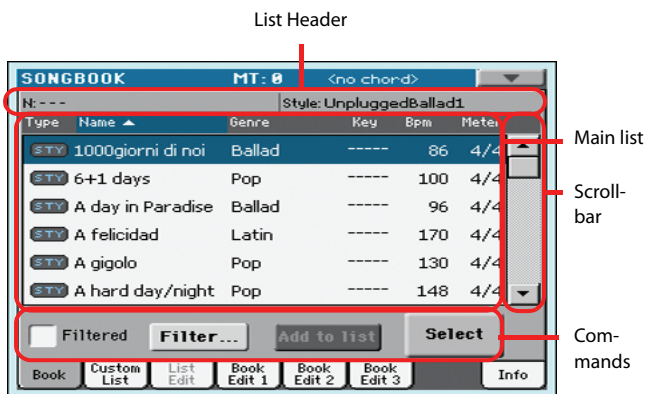 List Header
SONGBOOK MT: 0 <no chord>
N:--- Style: UnpluggedBallad1
Type Name Genre Key Bpm Meter
STY 1000giorni di noi Ballad ----- 86 4/4
STY 6+1 days Pop ----- 100 4/4
STY A day in Paradise Ballad ----- 96 4/4
STY A felicidad Latin ----- 170 4/4
STY A gigolo Pop ----- 130 4/4
STY A hard day/night Pop ----- 148 4/4
Main list
Scroll-
bar
Filtered Filter... Add to list Select
Com-
mands
Book Custom List List Edit Book Edit 1 Book Edit 2 Book Edit 3 Info